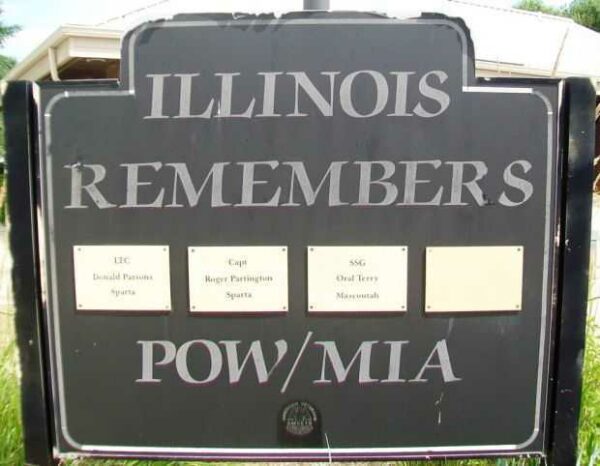 ILLINOIS
REMEMBERS
LTC
Donald Parsons
Sparta
Capt
Roger Partington
Sparta
SSG
Oral Terry
Mascoutah
POW/MIA